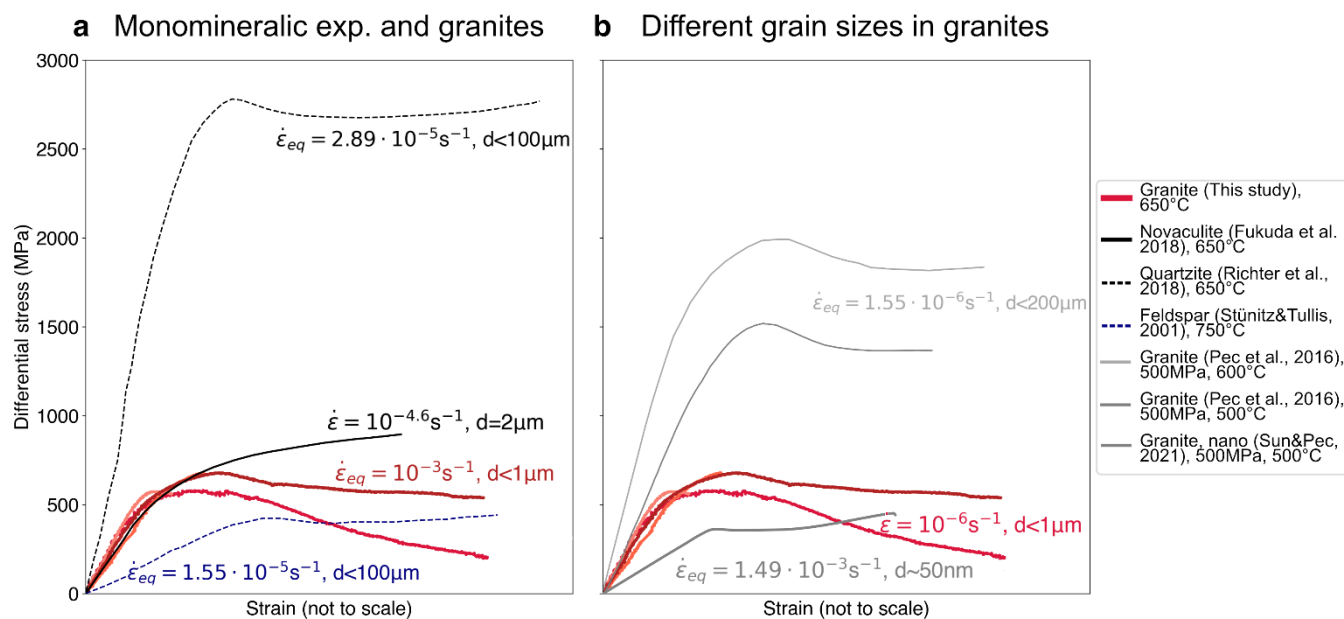 a Monomineralic exp. and granites
b Different grain sizes in granites
3000
2500
2000
1500
1000
500
0
Differential stress (MPa)
ε̇eq = 2.89 · 10⁻⁵s⁻¹, d<100µm
ε̇ = 10⁻⁴·⁶s⁻¹, d=2µm
ε̇eq = 10⁻³s⁻¹, d<1µm
ε̇eq = 1.55 · 10⁻⁵s⁻¹, d<100µm
Strain (not to scale)
ε̇eq = 1.55 · 10⁻⁶s⁻¹, d<200µm
ε̇ = 10⁻⁶s⁻¹, d<1µm
ε̇eq = 1.49 · 10⁻³s⁻¹, d~50nm
Strain (not to scale)
Granite (This study),
650°C
Novaculite (Fukuda et al.
2018), 650°C
Quartzite (Richter et al.,
2018), 650°C
Feldspar (Stünitz&Tullis,
2001), 750°C
Granite (Pec et al., 2016),
500MPa, 600°C
Granite (Pec et al., 2016),
500MPa, 500°C
Granite, nano (Sun&Pec,
2021), 500MPa, 500°C